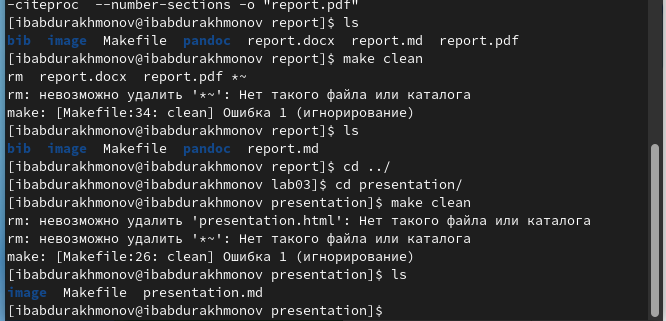 -citeproc  --number-sections -o "report.pdf"
[ibabdurakhmonov@ibabdurakhmonov report]$ ls
bib  image  Makefile  pandoc  report.docx  report.md  report.pdf
[ibabdurakhmonov@ibabdurakhmonov report]$ make clean
rm  report.docx  report.pdf *~
rm: невозможно удалить '*~': Нет такого файла или каталога
make: [Makefile:34: clean] Ошибка 1 (игнорирование)
[ibabdurakhmonov@ibabdurakhmonov report]$ ls
bib  image  Makefile  pandoc  report.md
[ibabdurakhmonov@ibabdurakhmonov report]$ cd ../
[ibabdurakhmonov@ibabdurakhmonov lab03]$ cd presentation/
[ibabdurakhmonov@ibabdurakhmonov presentation]$ make clean
rm: невозможно удалить 'presentation.html': Нет такого файла или каталога
rm: невозможно удалить '*~': Нет такого файла или каталога
make: [Makefile:26: clean] Ошибка 1 (игнорирование)
[ibabdurakhmonov@ibabdurakhmonov presentation]$ ls
image  Makefile  presentation.md
[ibabdurakhmonov@ibabdurakhmonov presentation]$